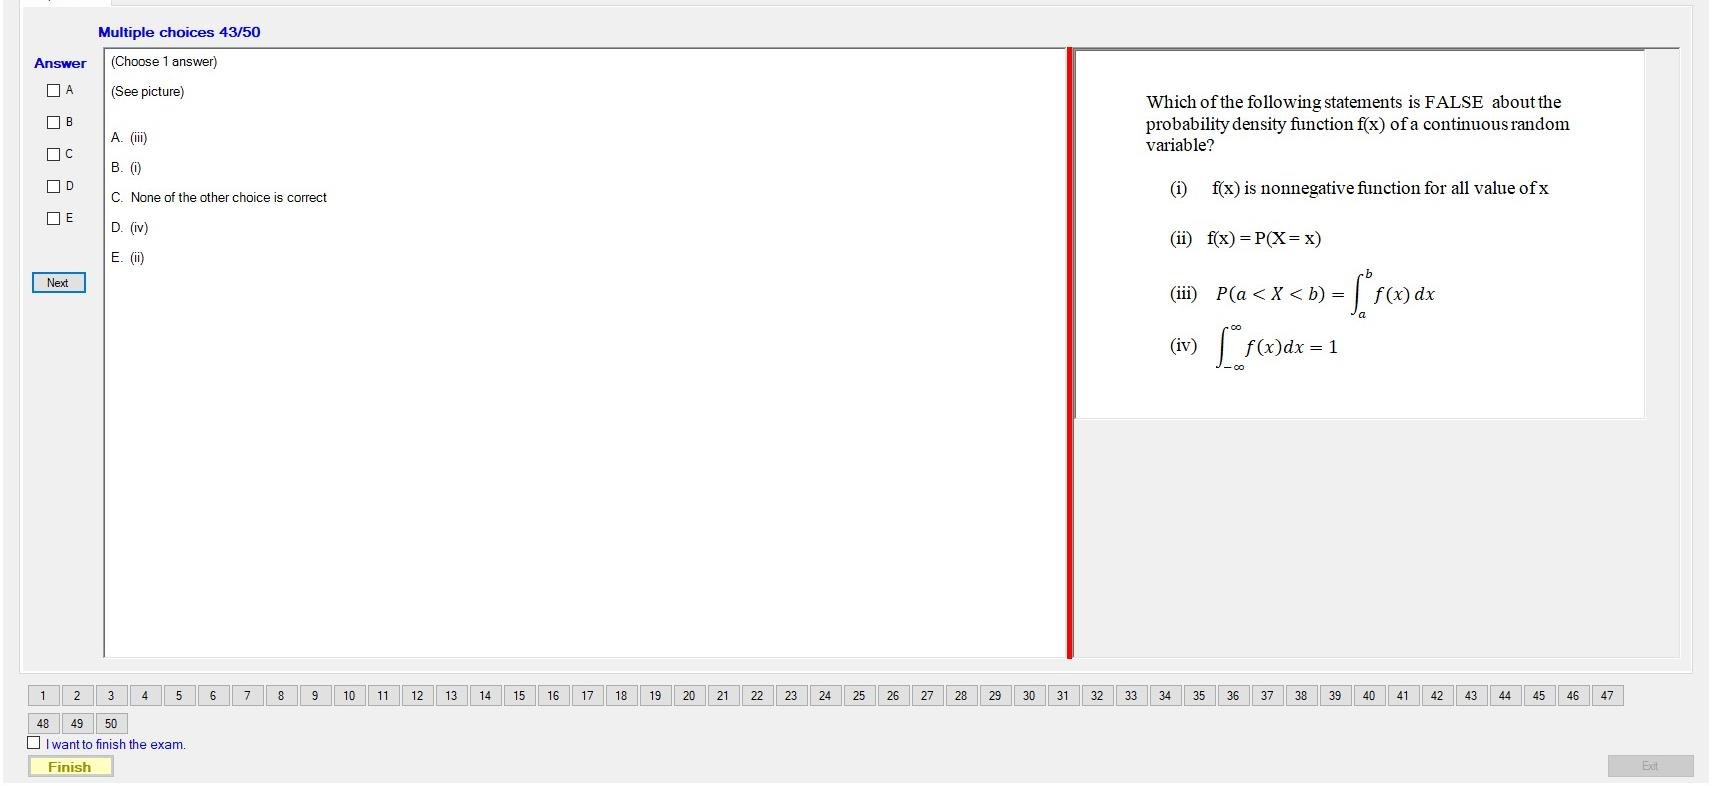 Multiple choices 43/50
Answer
A
B
C
D
E
Next
(Choose 1 answer)
(See picture)
A. (iii)
B. (i)
C. None of the other choice is correct
D. (iv)
E. (ii)
Which of the following statements is FALSE about the
probability density function f(x) of a continuous random
variable?
(i) f(x) is nonnegative function for all value of x
(ii) f(x) = P(X = x)
(iii) P(a < X < b) = ∫_a^b f(x) dx
(iv) ∫_{-∞}^{∞} f(x)dx = 1
1 2 3 4 5 6 7 8 9 10 11 12 13 14 15 16 17 18 19 20 21 22 23 24 25 26 27 28 29 30 31 32 33 34 35 36 37 38 39 40 41 42 43 44 45 46 47
48 49 50
I want to finish the exam.
Finish
Exit